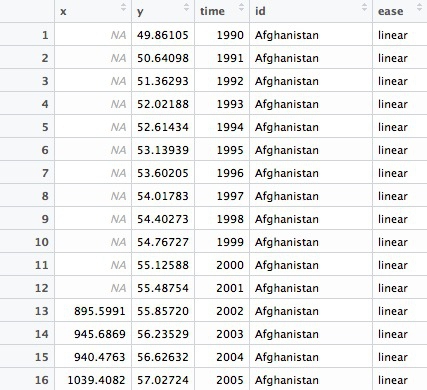 x y time id ease
1 NA 49.86105 1990 Afghanistan linear
2 NA 50.64098 1991 Afghanistan linear
3 NA 51.36293 1992 Afghanistan linear
4 NA 52.02188 1993 Afghanistan linear
5 NA 52.61434 1994 Afghanistan linear
6 NA 53.13939 1995 Afghanistan linear
7 NA 53.60205 1996 Afghanistan linear
8 NA 54.01783 1997 Afghanistan linear
9 NA 54.40273 1998 Afghanistan linear
10 NA 54.76727 1999 Afghanistan linear
11 NA 55.12588 2000 Afghanistan linear
12 NA 55.48754 2001 Afghanistan linear
13 895.5991 55.85720 2002 Afghanistan linear
14 945.6869 56.23529 2003 Afghanistan linear
15 940.4763 56.62632 2004 Afghanistan linear
16 1039.4082 57.02724 2005 Afghanistan linear